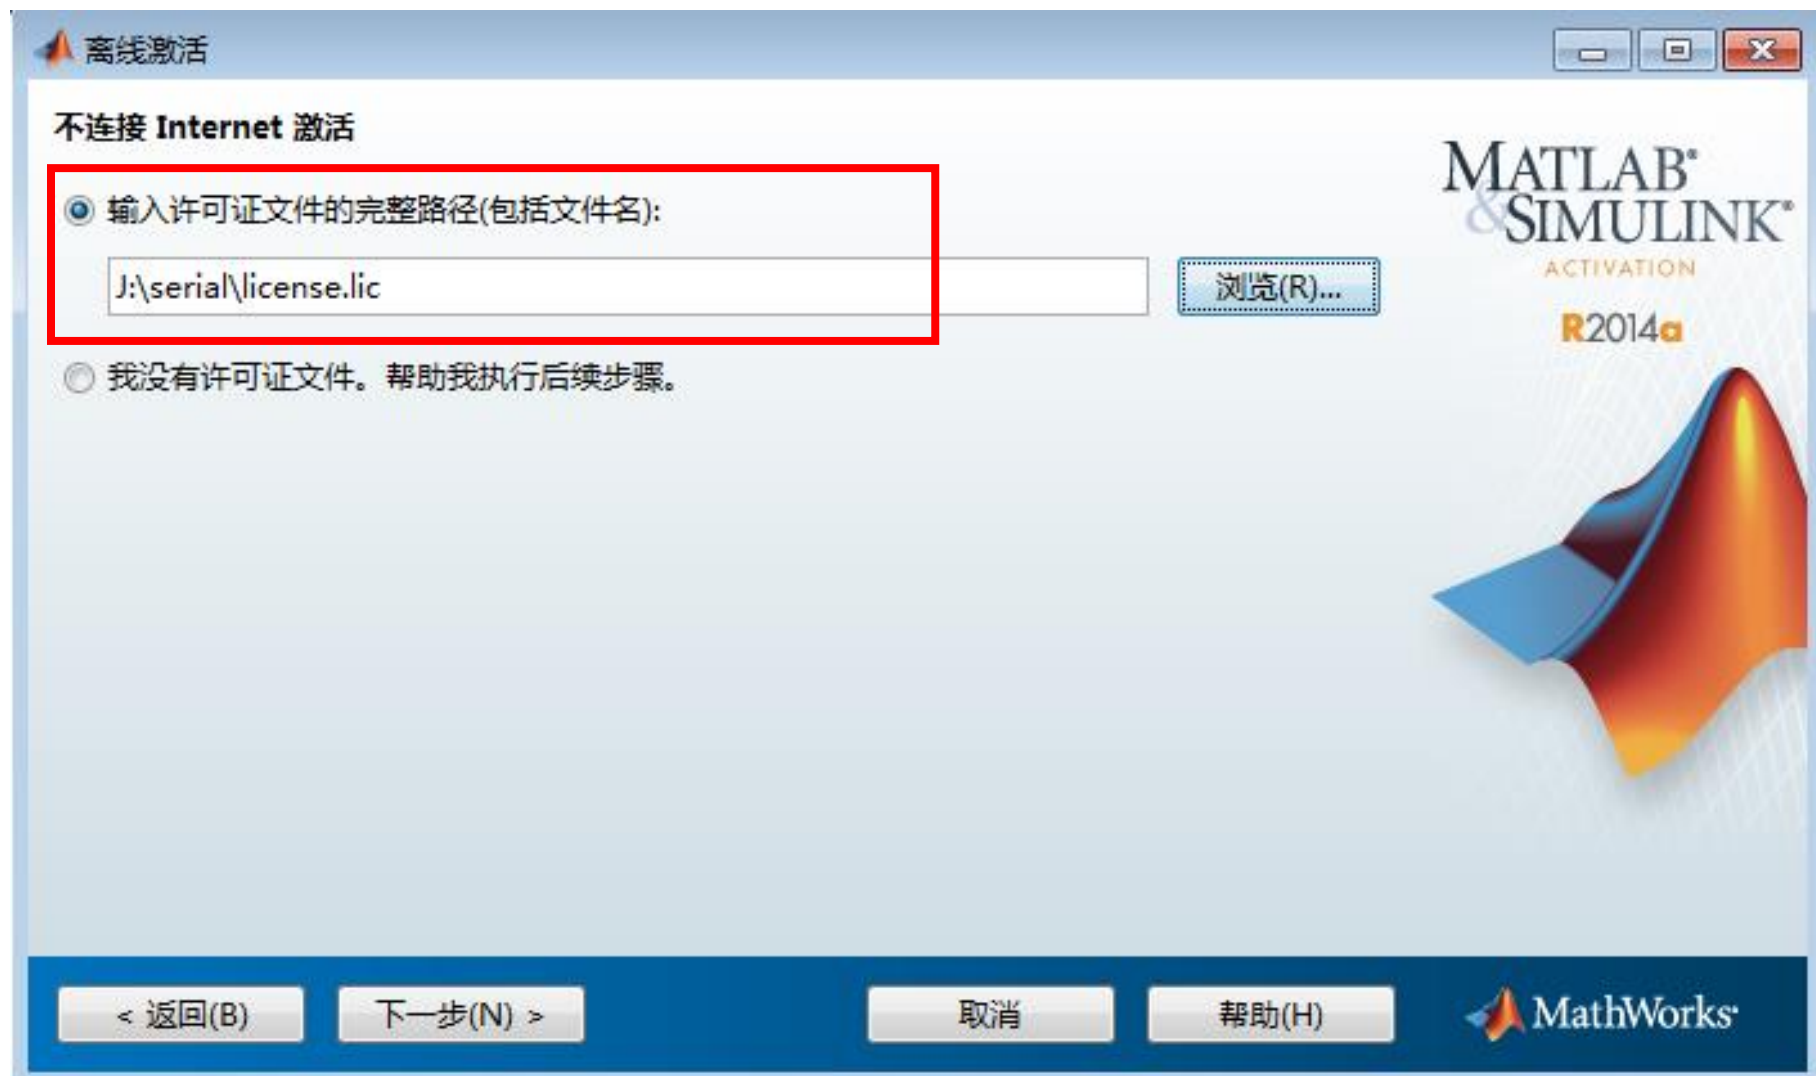 离线激活
不连接 Internet 激活
输入许可证文件的完整路径(包括文件名):
J:\serial\license.lic
浏览(R)...
我没有许可证文件。帮助我执行后续步骤。
MATLAB®
&SIMULINK®
ACTIVATION
R2014a
< 返回(B)
下一步(N) >
取消
帮助(H)
MathWorks®